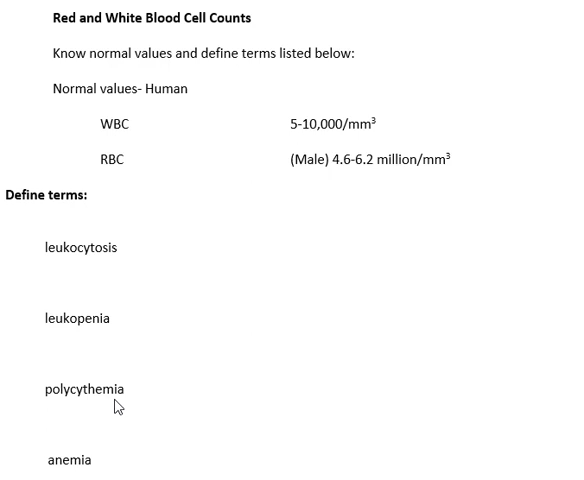 Red and White Blood Cell Counts
Know normal values and define terms listed below:
Normal values- Human
WBC 5-10,000/mm³
RBC (Male) 4.6-6.2 million/mm³
Define terms:
leukocytosis
leukopenia
polycythemia
anemia